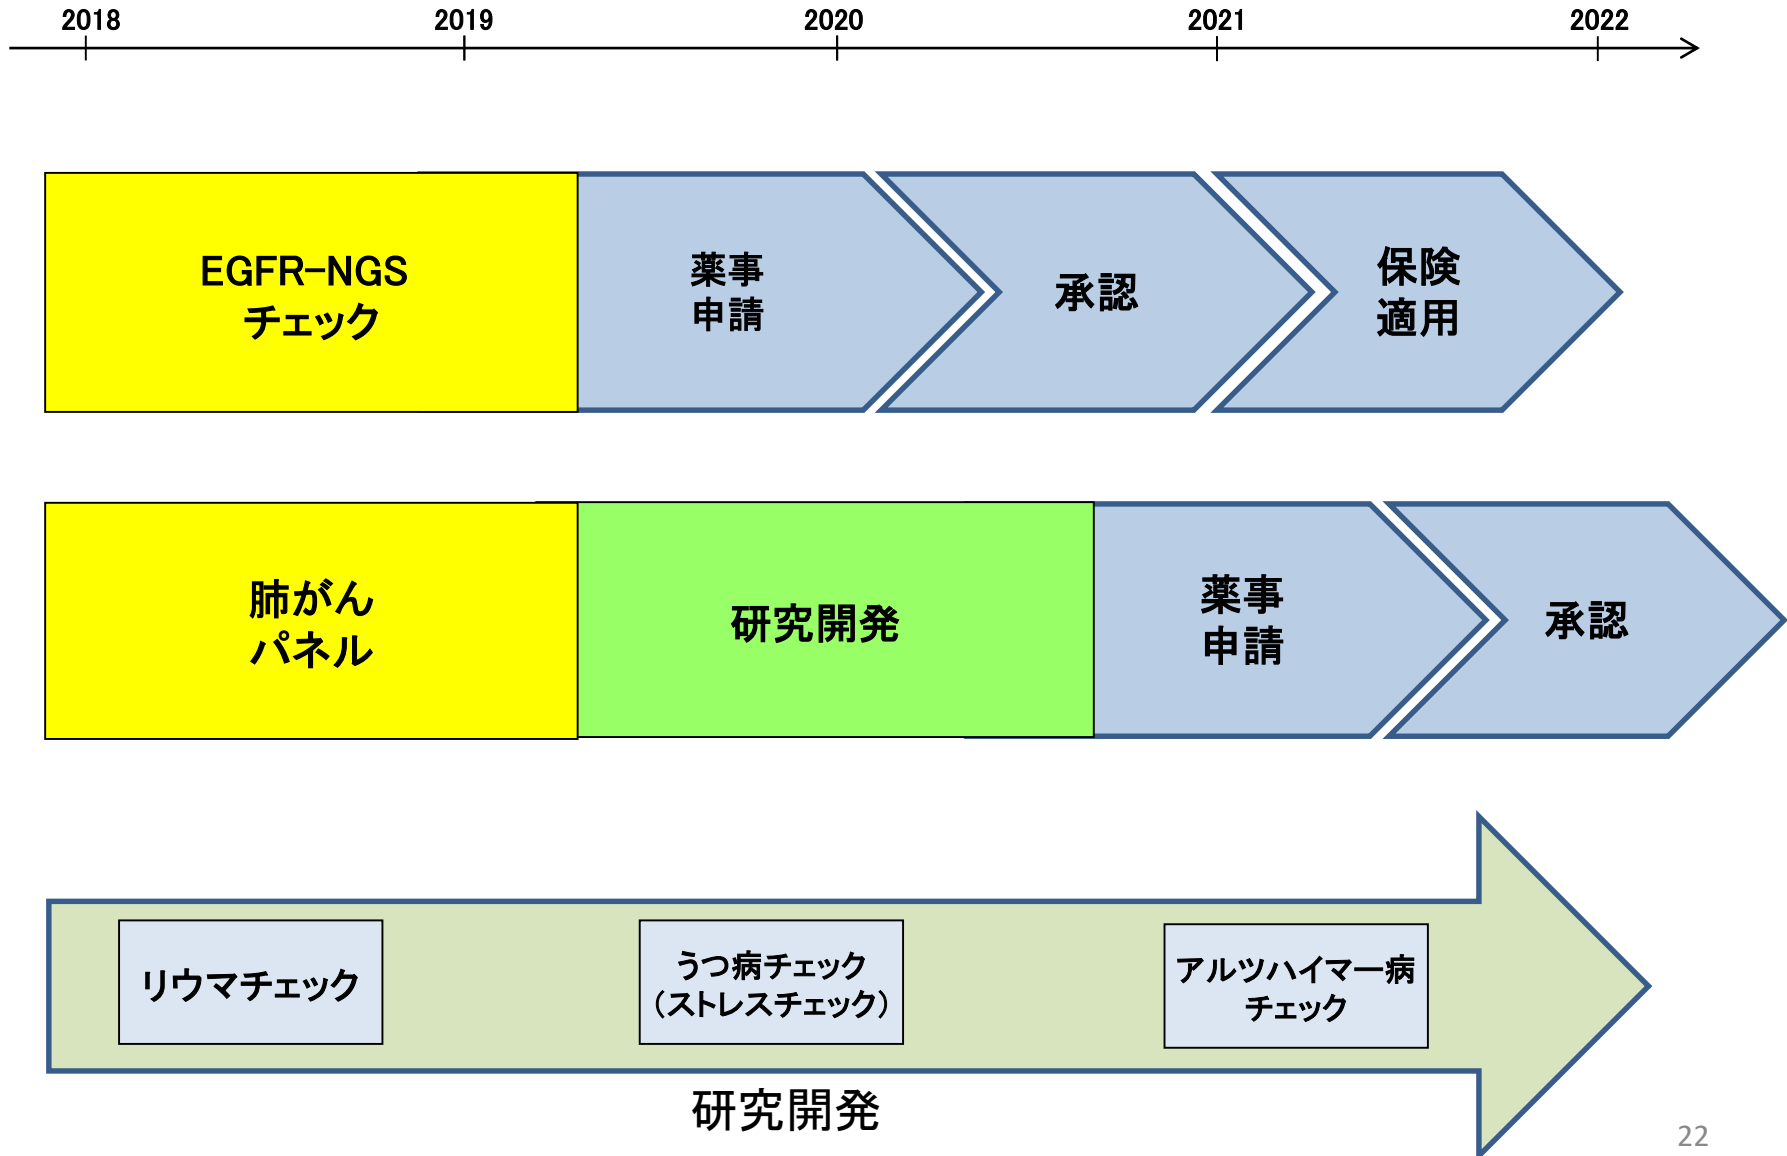 2018
2019
2020
2021
2022
EGFR-NGS
チェック
薬事
申請
承認
保険
適用
肺がん
パネル
研究開発
薬事
申請
承認
リウマチェック
うつ病チェック
（ストレスチェック）
アルツハイマー病
チェック
研究開発
22